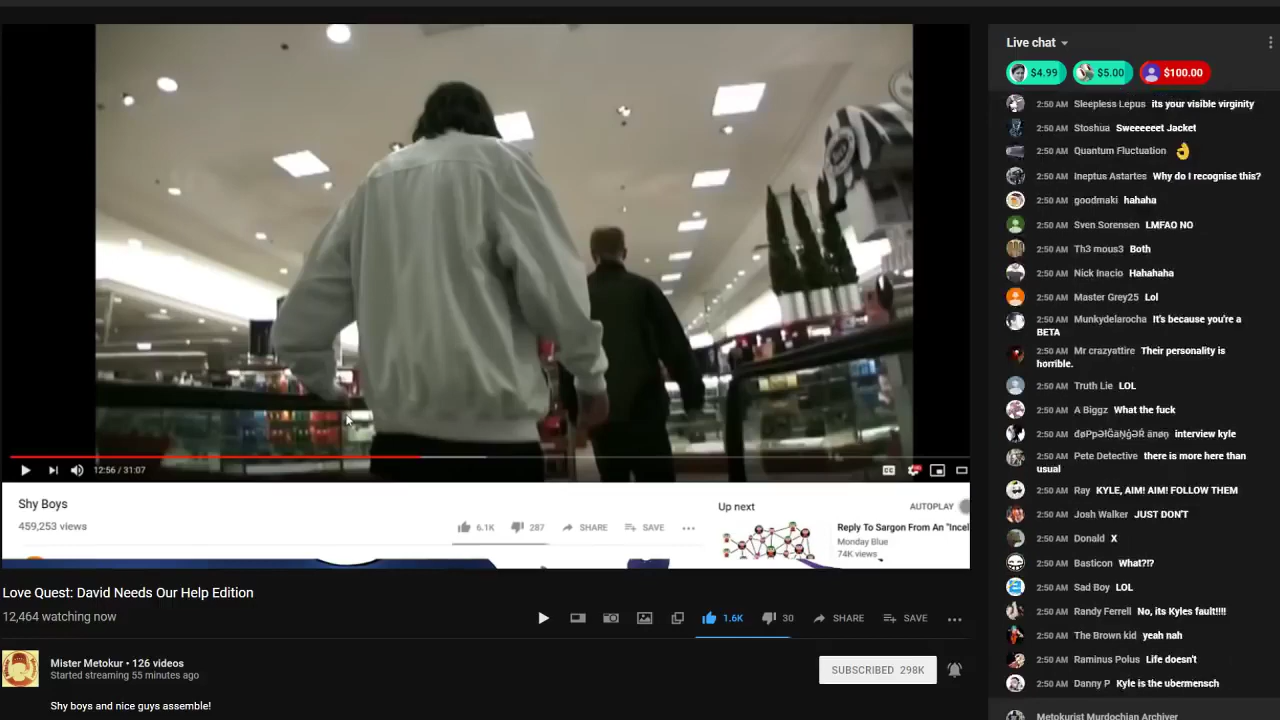 Live chat
$4.99 $5.00 $100.00
2:50 AM Sleepless Lepus its your visible virginity
2:50 AM Stoshua Sweeeeeet Jacket
2:50 AM Quantum Fluctuation 👌
2:50 AM Ineptus Astartes Why do I recognise this?
2:50 AM goodmaki hahaha
2:50 AM Sven Sorensen LMFAO NO
2:50 AM Th3 mous3 Both
2:50 AM Nick Inacio Hahahaha
2:50 AM Master Grey25 Lol
2:50 AM Munkydelarocha It's because you're a
BETA
2:50 AM Mr crazyattire Their personality is
horrible.
2:50 AM Truth Lie LOL
2:50 AM A Biggz What the fuck
2:50 AM interview kyle
2:50 AM Pete Detective there is more here than
usual
2:50 AM Ray KYLE, AIM! AIM! FOLLOW THEM
2:50 AM Josh Walker JUST DON'T
2:50 AM Donald X
2:50 AM Basticon What?!?
2:50 AM Sad Boy LOL
2:50 AM Randy Ferrell No, its Kyles fault!!!!
2:50 AM The Brown kid yeah nah
2:50 AM Raminus Polus Life doesn't
2:50 AM Danny P Kyle is the ubermensch
Metokurist Murdochian Archiver
12:56 / 31:07
CC
Shy Boys
459,253 views
6.1K 287 SHARE SAVE
Up next
AUTOPLAY
Reply To Sargon From An "Incel
Monday Blue
74K views
Love Quest: David Needs Our Help Edition
12,464 watching now
1.6K 30 SHARE SAVE
Mister Metokur • 126 videos
Started streaming 55 minutes ago
SUBSCRIBED 298K
Shy boys and nice guys assemble!